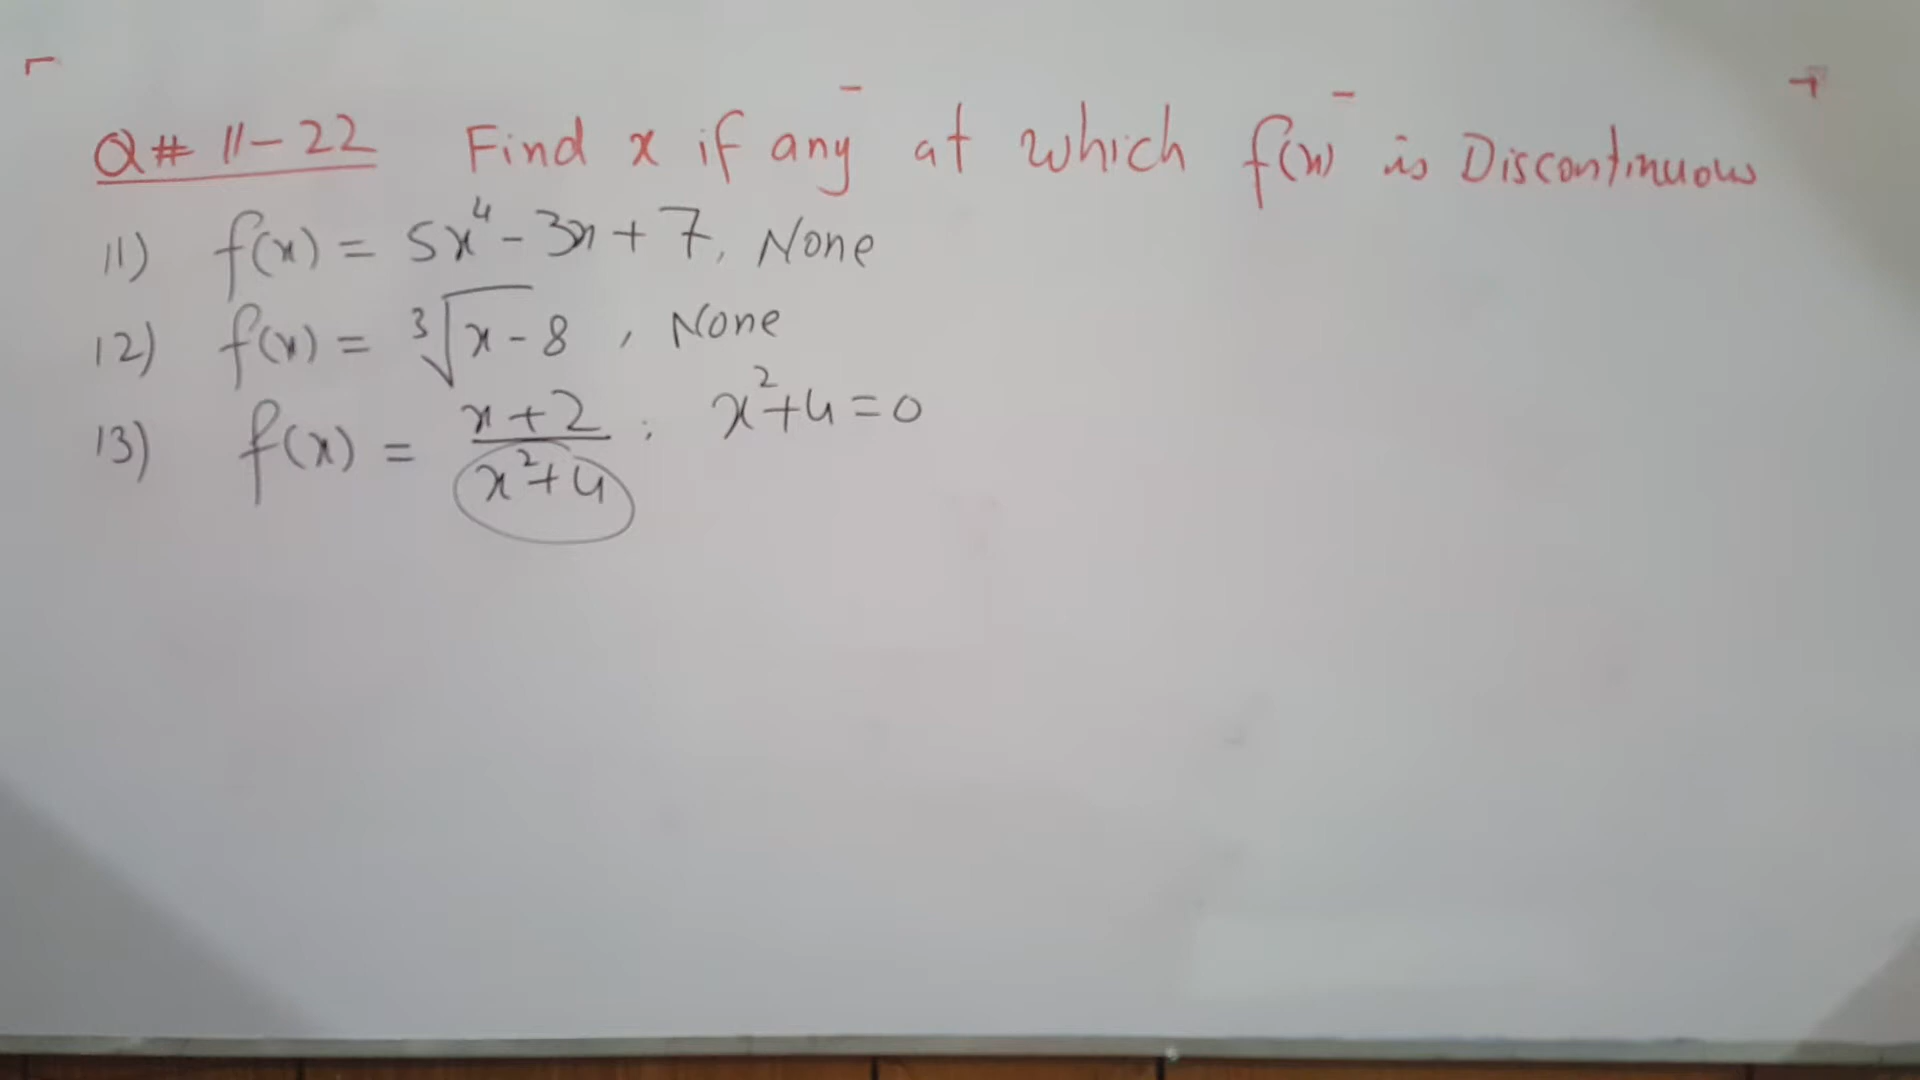 Q# 11-22 Find x if any at which f(x) is Discontinuous
11) f(x) = 5x⁴ - 3x + 7, None
12) f(x) = ³√x-8 , None
13) f(x) = x+2 / x²+4 ; x²+4=0